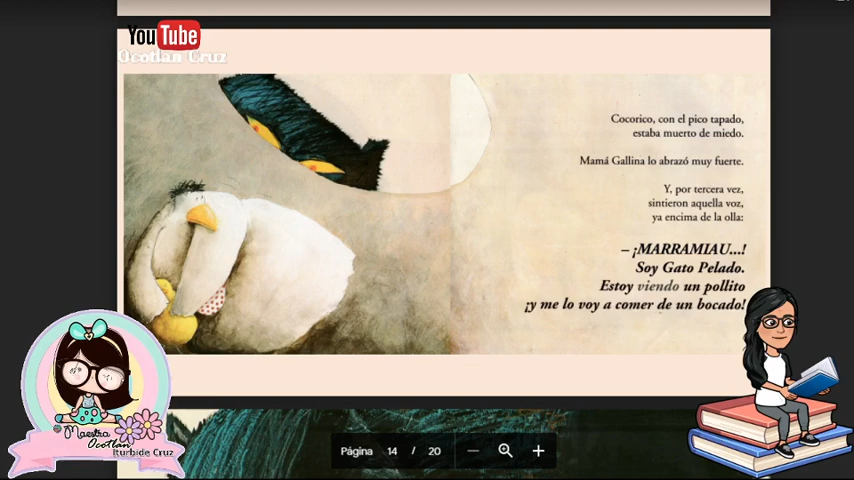 YouTube
Ocotlan Cruz
Cocorico, con el pico tapado,
estaba muerto de miedo.
Mamá Gallina lo abrazó muy fuerte.
Y, por tercera vez,
sintieron aquella voz,
ya encima de la olla:
– ¡MARRAMIAU...!
Soy Gato Pelado.
Estoy viendo un pollito
¡y me lo voy a comer de un bocado!
Maestra
Ocotlan
Iturbide Cruz
Página 14 / 20